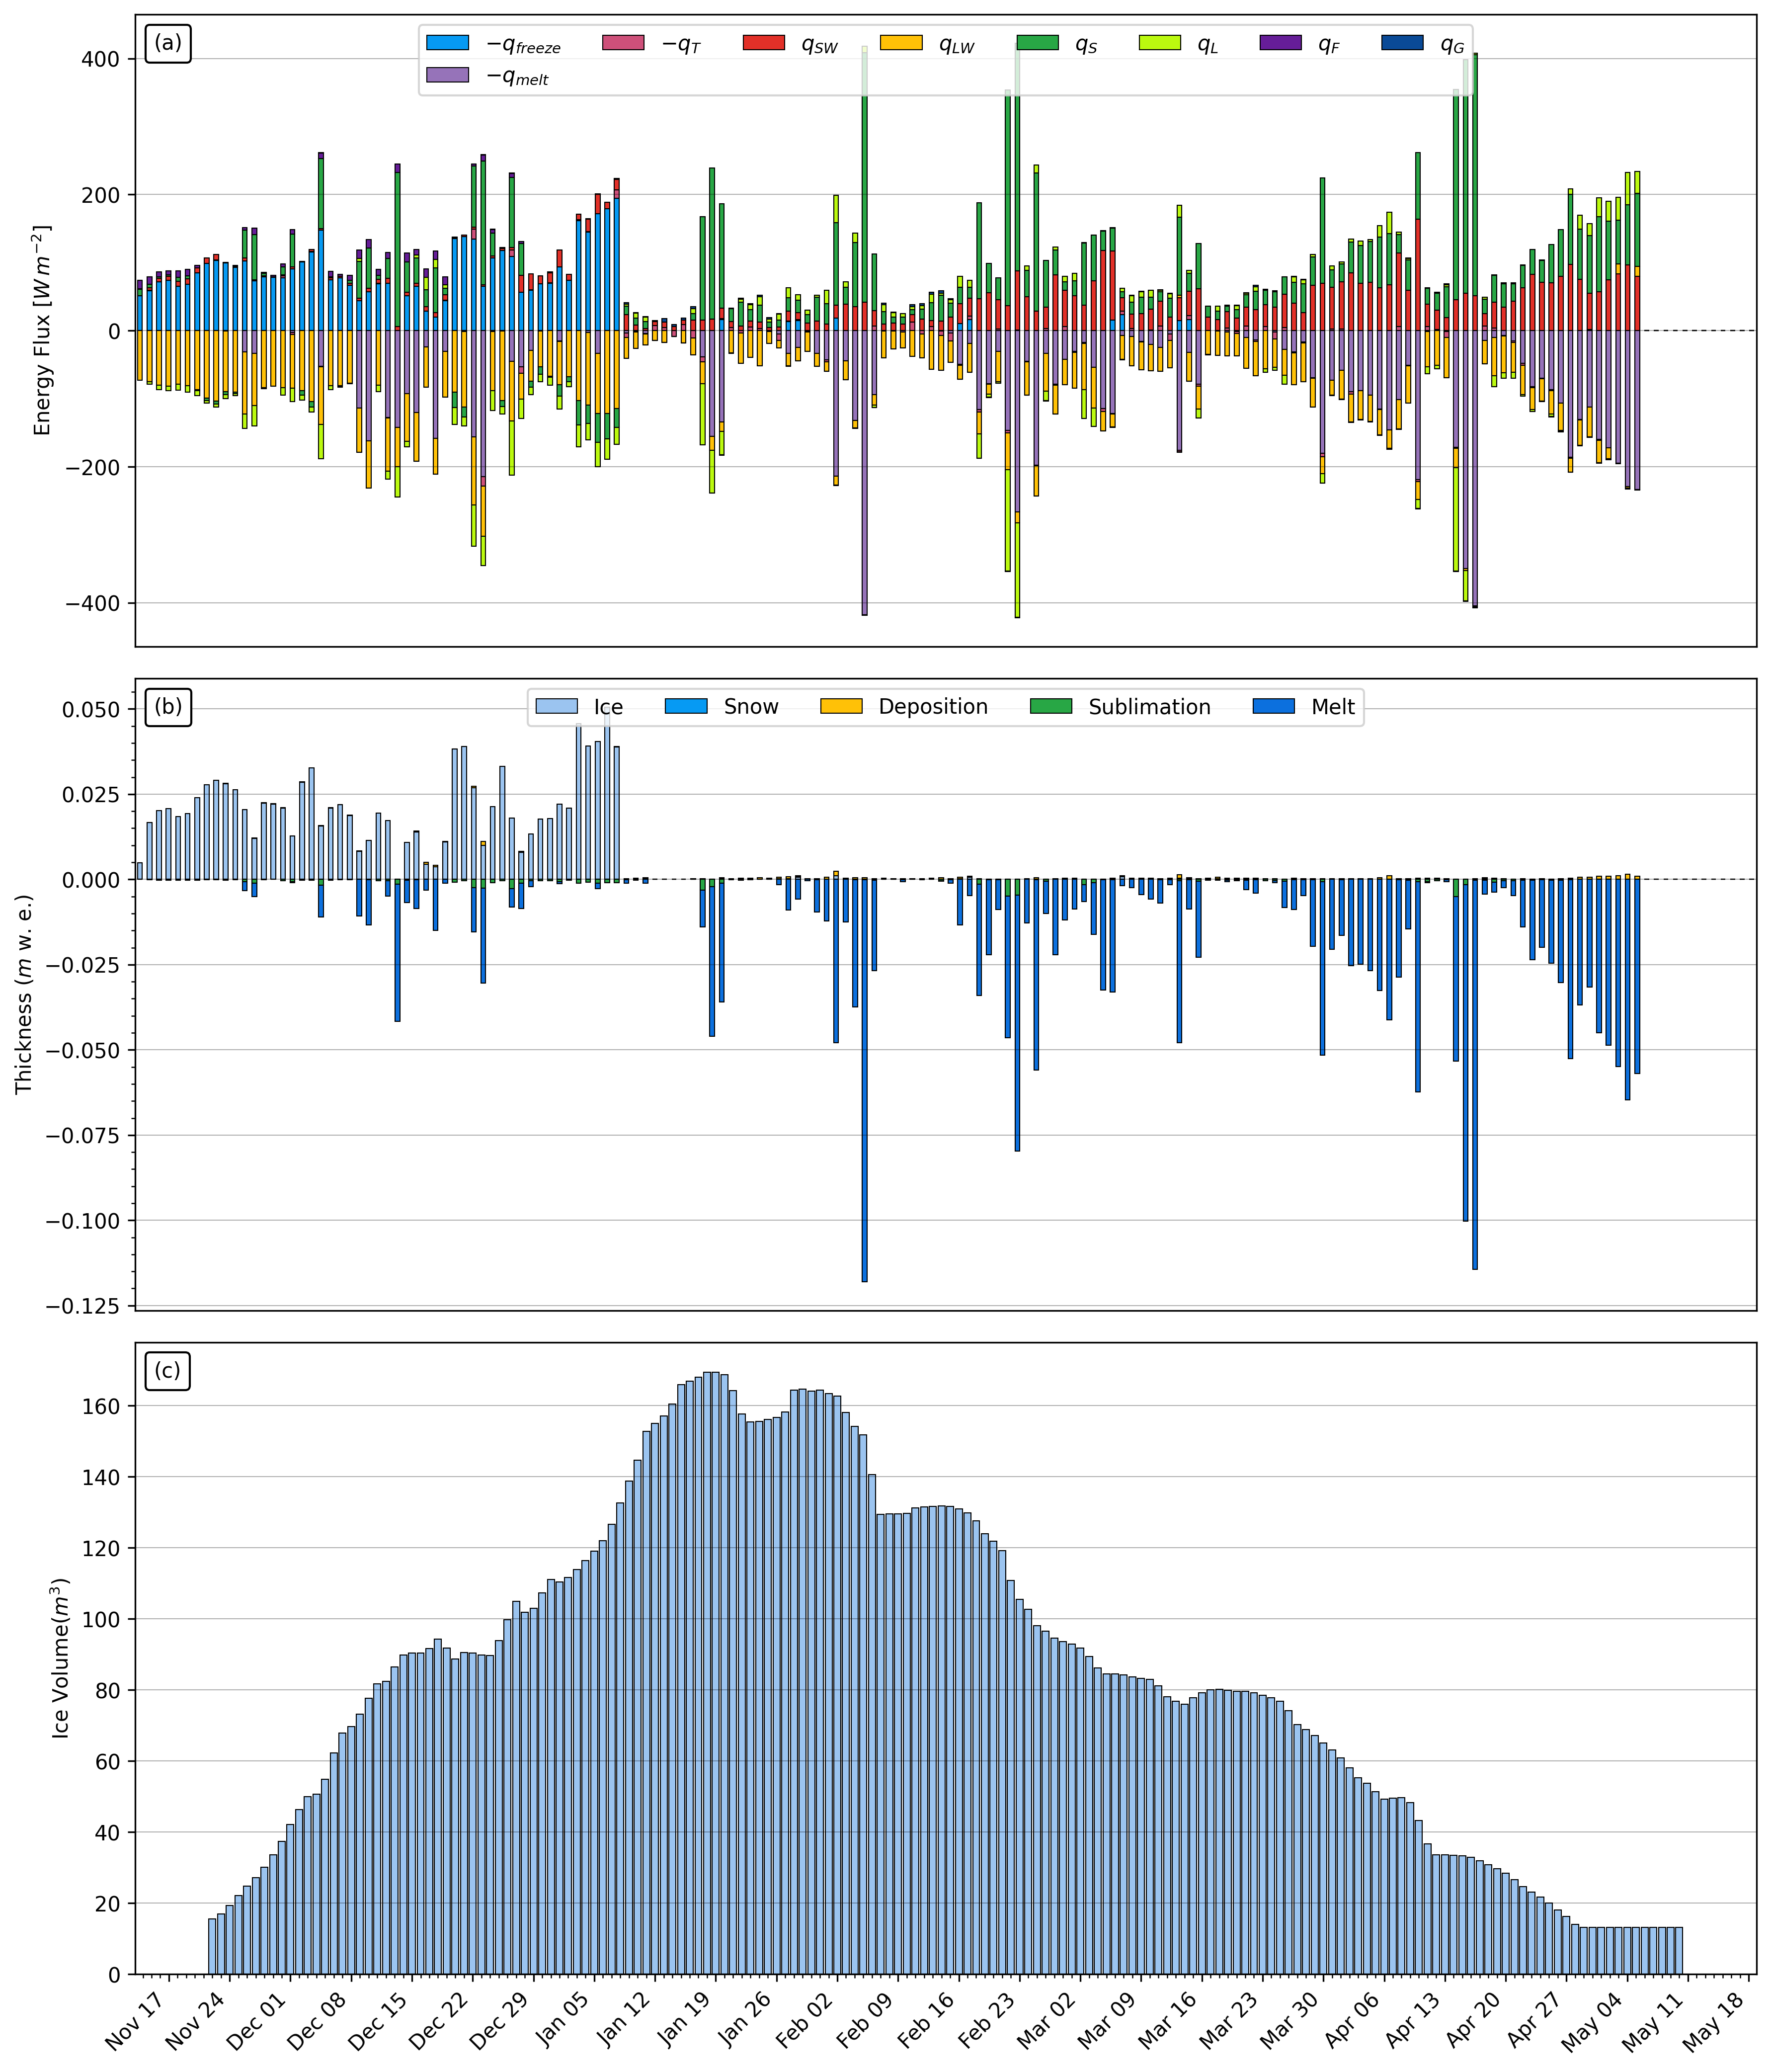 (a)
−q_freeze −q_T q_SW q_LW q_S q_L q_F q_G
−q_melt
400
200
0
−200
−400
Energy Flux [W m⁻²]
(b)
Ice Snow Deposition Sublimation Melt
0.050
0.025
0.000
−0.025
−0.050
−0.075
−0.100
−0.125
Thickness (m w. e.)
(c)
160
140
120
100
80
60
40
20
0
Ice Volume(m³)
Nov 17 Nov 24 Dec 01 Dec 08 Dec 15 Dec 22 Dec 29 Jan 05 Jan 12 Jan 19 Jan 26 Feb 02 Feb 09 Feb 16 Feb 23 Mar 02 Mar 09 Mar 16 Mar 23 Mar 30 Apr 06 Apr 13 Apr 20 Apr 27 May 04 May 11 May 18